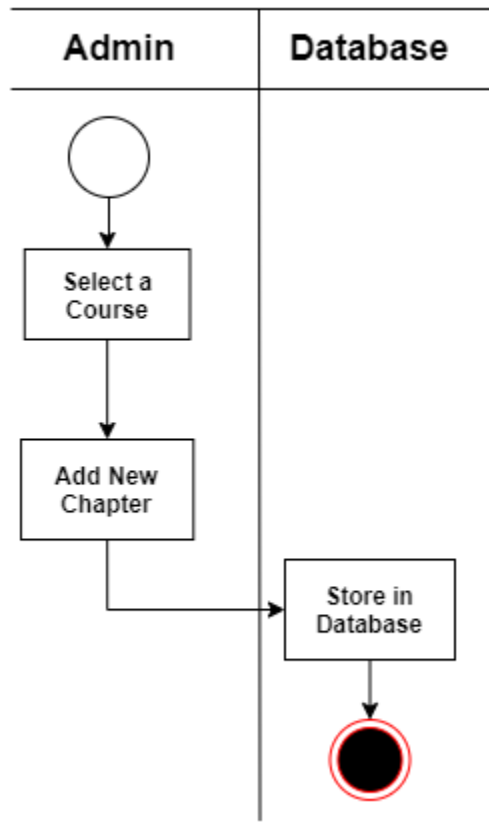 Admin
Database
Select a
Course
Add New
Chapter
Store in
Database